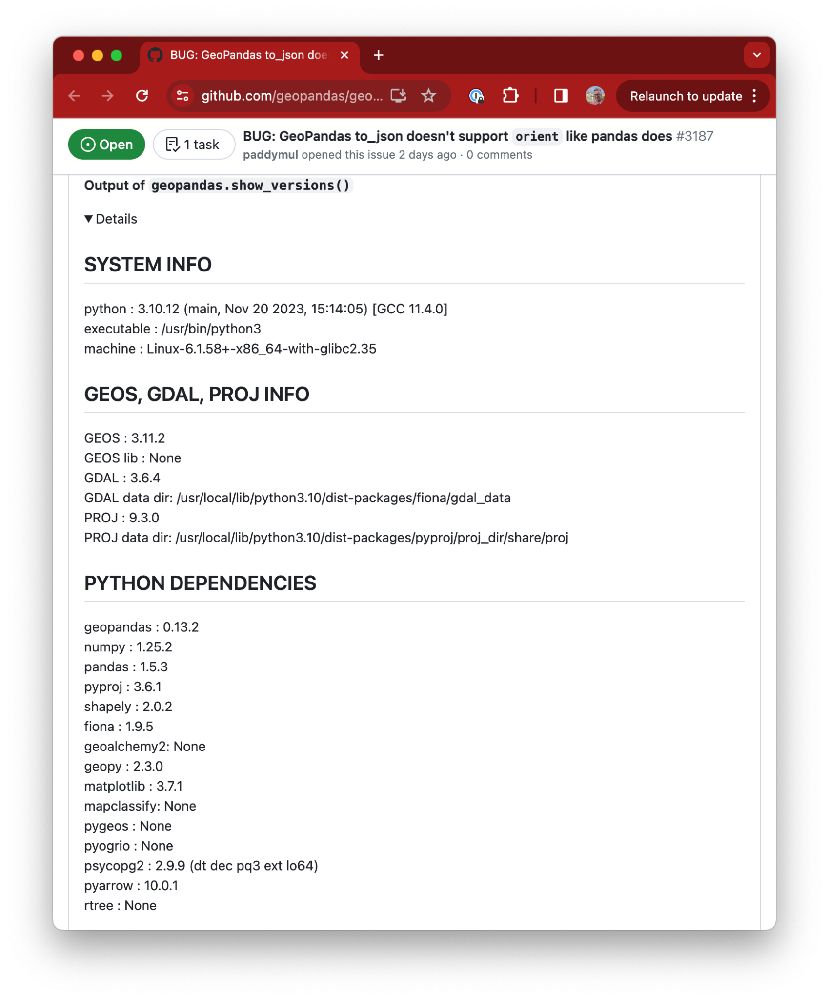 BUG: GeoPandas to_json doe
github.com/geopandas/geo...
Relaunch to update
Open
1 task
BUG: GeoPandas to_json doesn't support orient like pandas does #3187
paddymul opened this issue 2 days ago · 0 comments
Output of geopandas.show_versions()
▼ Details
SYSTEM INFO
python : 3.10.12 (main, Nov 20 2023, 15:14:05) [GCC 11.4.0]
executable : /usr/bin/python3
machine : Linux-6.1.58+-x86_64-with-glibc2.35
GEOS, GDAL, PROJ INFO
GEOS : 3.11.2
GEOS lib : None
GDAL : 3.6.4
GDAL data dir: /usr/local/lib/python3.10/dist-packages/fiona/gdal_data
PROJ : 9.3.0
PROJ data dir: /usr/local/lib/python3.10/dist-packages/pyproj/proj_dir/share/proj
PYTHON DEPENDENCIES
geopandas : 0.13.2
numpy : 1.25.2
pandas : 1.5.3
pyproj : 3.6.1
shapely : 2.0.2
fiona : 1.9.5
geoalchemy2: None
geopy : 2.3.0
matplotlib : 3.7.1
mapclassify: None
pygeos : None
pyogrio : None
psycopg2 : 2.9.9 (dt dec pq3 ext lo64)
pyarrow : 10.0.1
rtree : None